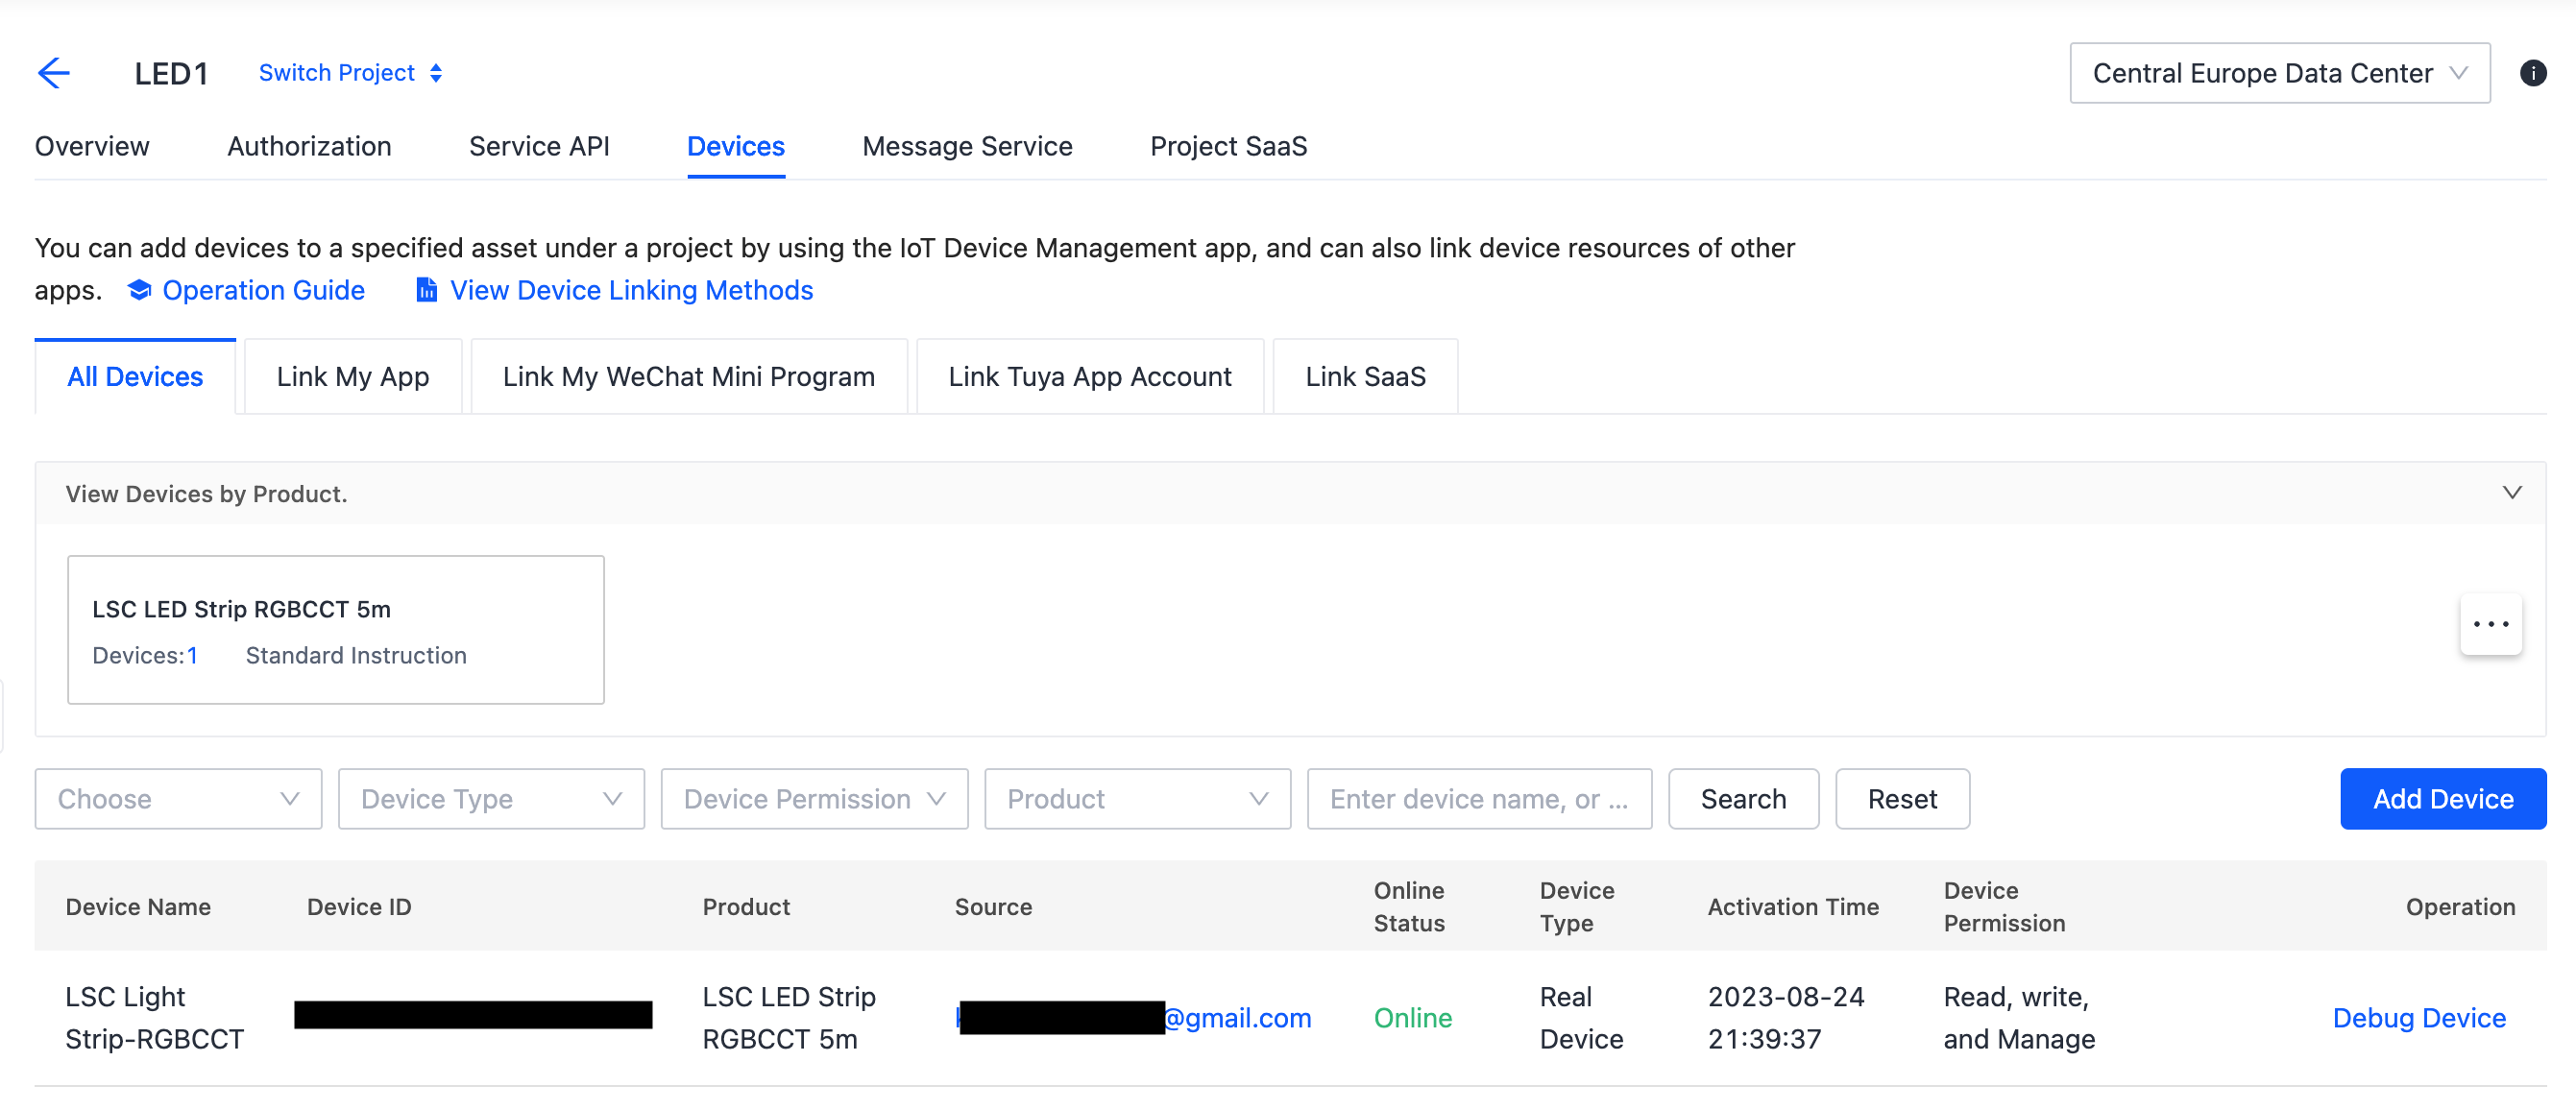 LED1 Switch Project Central Europe Data Center
Overview Authorization Service API Devices Message Service Project SaaS
You can add devices to a specified asset under a project by using the IoT Device Management app, and can also link device resources of other
apps. Operation Guide View Device Linking Methods
All Devices Link My App Link My WeChat Mini Program Link Tuya App Account Link SaaS
View Devices by Product.
LSC LED Strip RGBCCT 5m
Devices:1 Standard Instruction
Choose Device Type Device Permission Product Enter device name, or ... Search Reset Add Device
Device Name Device ID Product Source Online Status Device Type Activation Time Device Permission Operation
LSC Light LSC LED Strip Real 2023-08-24 Read, write,
@gmail.com Online Debug Device
Strip-RGBCCT RGBCCT 5m Device 21:39:37 and Manage